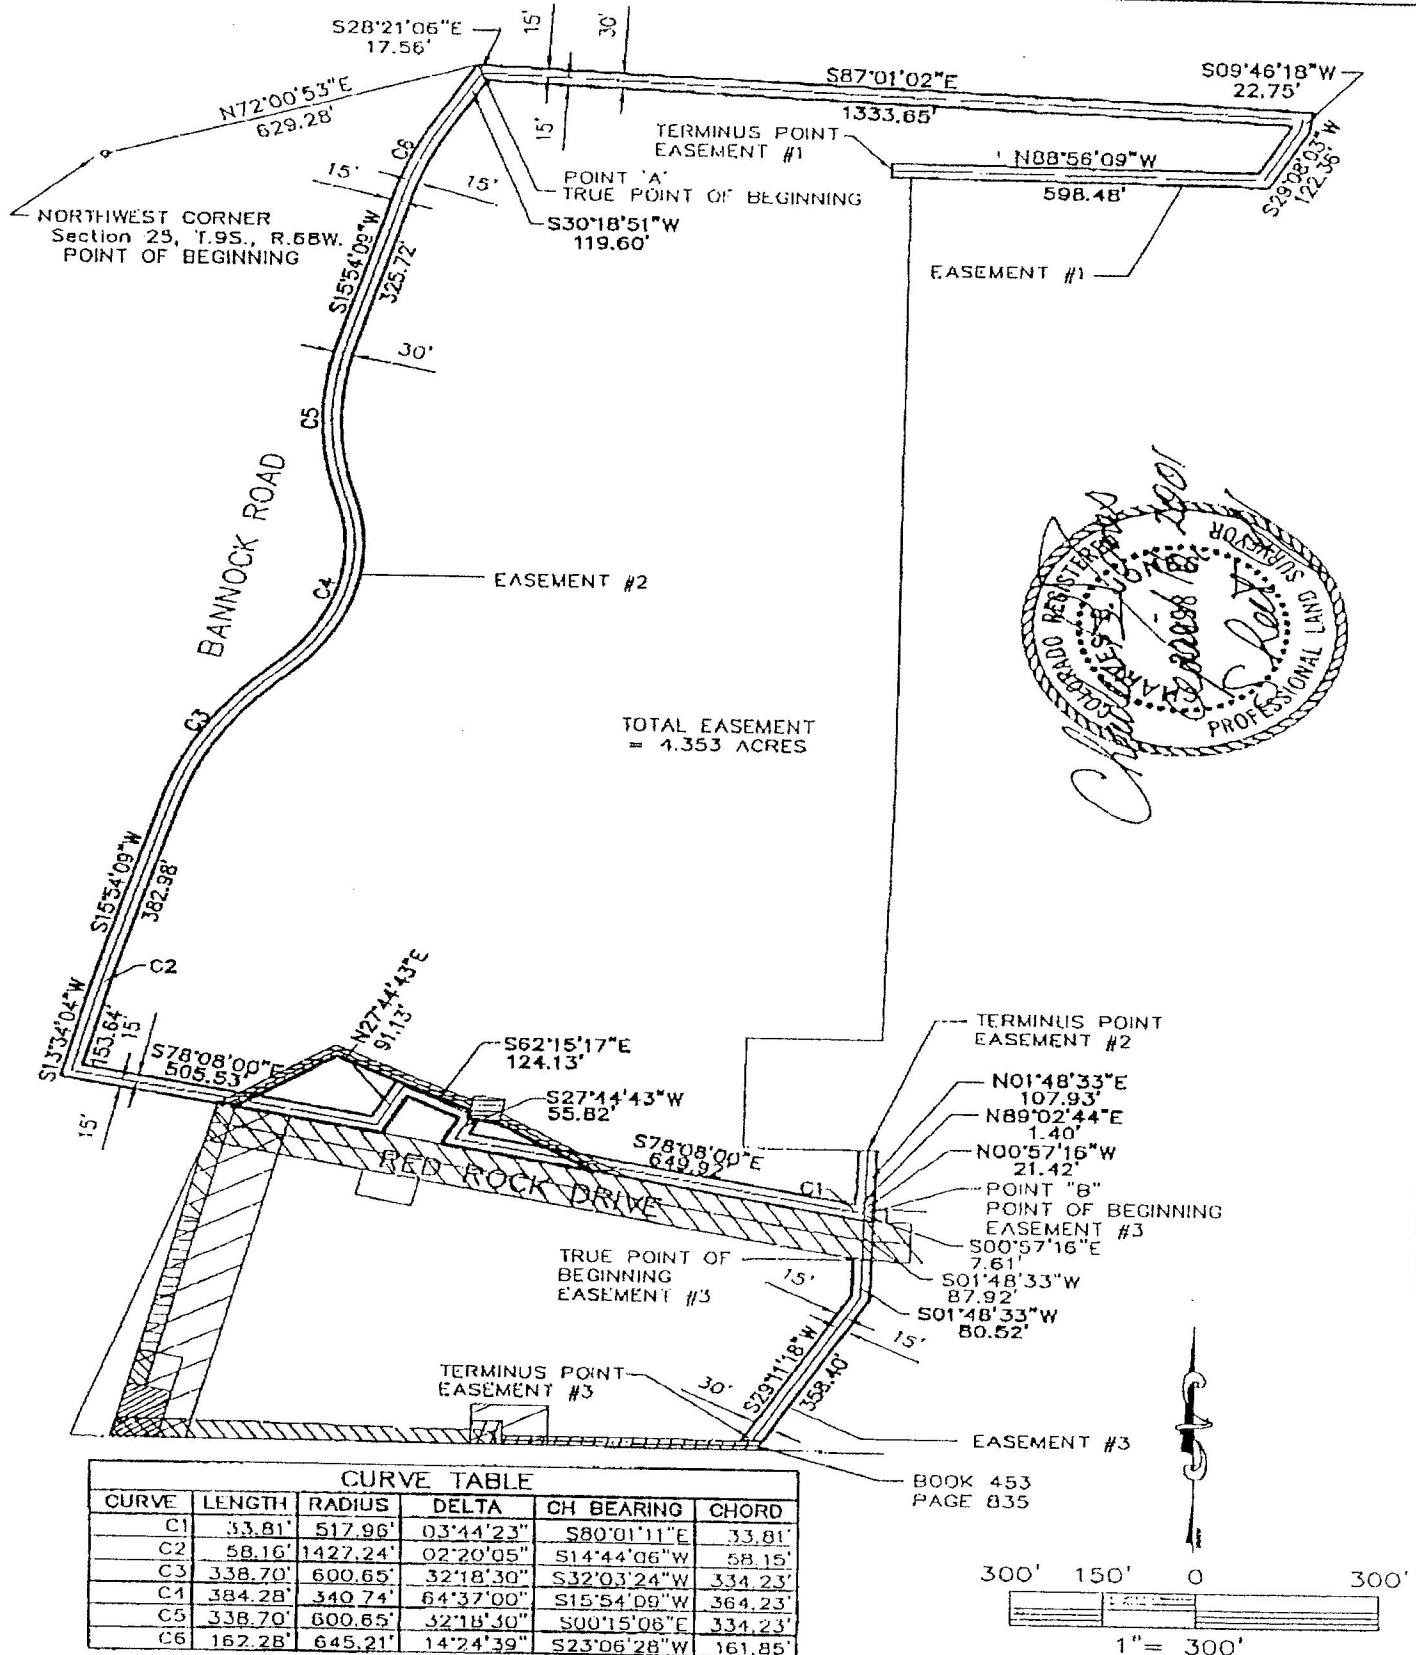 S28°21'06"E
17.56'
15'
30'
N72°00'53"E
629.28'
S87°01'02"E
1333.65'
S09°46'18"W
22.75'
15'
TERMINUS POINT
EASEMENT #1
N88°56'09"W
598.48'
S29°08'03"W
122.36'
C6
15'
15'
POINT 'A'
TRUE POINT OF BEGINNING
S30°18'51"W
119.60'
NORTHWEST CORNER
Section 25, T.9S., R.68W.
POINT OF BEGINNING
EASEMENT #1
S15°54'09"W
325.72'
30'
C5
BANNOCK ROAD
EASEMENT #2
C4
C3
TOTAL EASEMENT
= 4.353 ACRES
COLORADO REGISTERED
PROFESSIONAL LAND SURVEYOR
JONES
S15°54'09"W
382.98'
C2
S13°34'04"W
153.64'
15'
S78°08'00"E
505.53'
15'
N27°44'43"E
91.13'
S62°15'17"E
124.13'
S27°44'43"W
55.82'
S78°08'00"E
649.92'
C1
RED ROCK DRIVE
TERMINUS POINT
EASEMENT #2
N01°48'33"E
107.93'
N89°02'44"E
1.40'
N00°57'16"W
21.42'
POINT "B"
POINT OF BEGINNING
EASEMENT #3
S00°57'16"E
7.61'
S01°48'33"W
87.92'
S01°48'33"W
80.52'
TRUE POINT OF
BEGINNING
EASEMENT #3
15'
15'
S29°11'18"W
358.40'
30'
TERMINUS POINT
EASEMENT #3
EASEMENT #3
BOOK 453
PAGE 835
CURVE TABLE
CURVE LENGTH RADIUS DELTA CH BEARING CHORD
C1 33.81' 517.96' 03°44'23" S80°01'11"E 33.81'
C2 58.16' 1427.24' 02°20'05" S14°44'06"W 58.15'
C3 338.70' 600.65' 32°18'30" S32°03'24"W 334.23'
C4 384.28' 340.74' 64°37'00" S15°54'09"W 364.23'
C5 338.70' 600.65' 32°18'30" S00°15'06"E 334.23'
C6 162.28' 645.21' 14°24'39" S23°06'28"W 161.85'
300' 150' 0 300'
1"= 300'